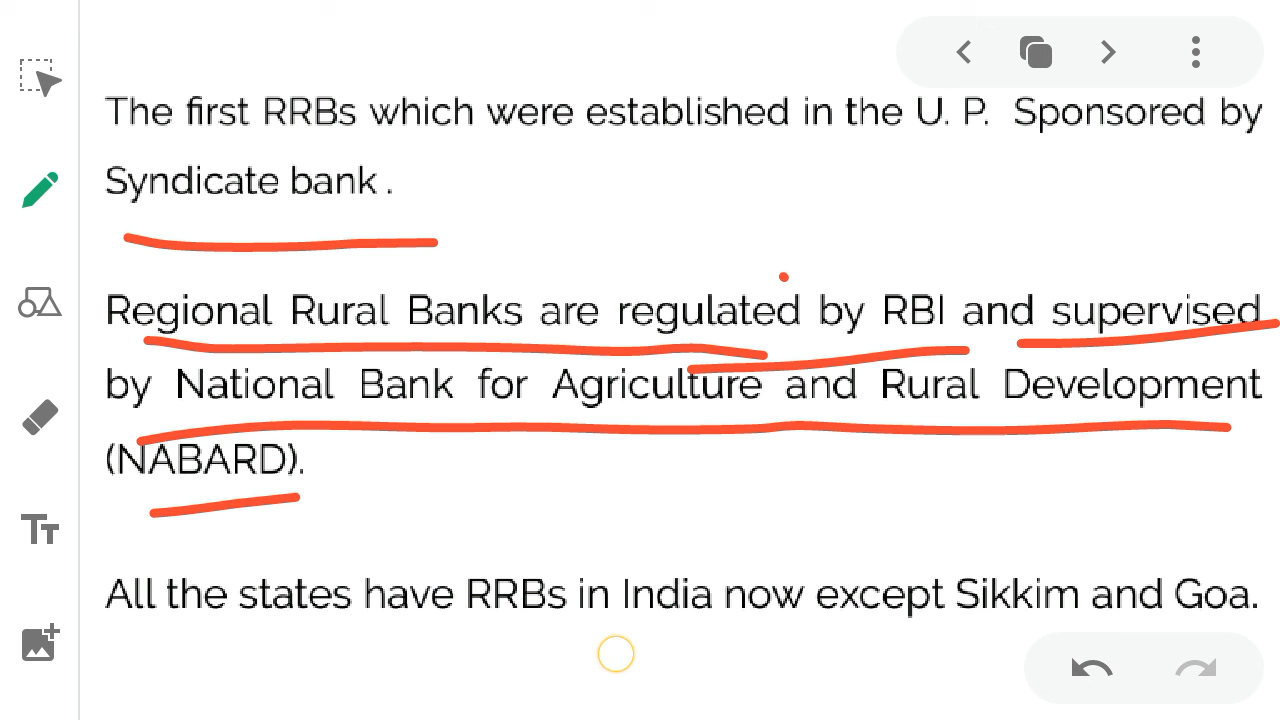 The first RRBs which were established in the U. P. Sponsored by
Syndicate bank .
Regional Rural Banks are regulated by RBI and supervised
by National Bank for Agriculture and Rural Development
(NABARD).
All the states have RRBs in India now except Sikkim and Goa.
TT